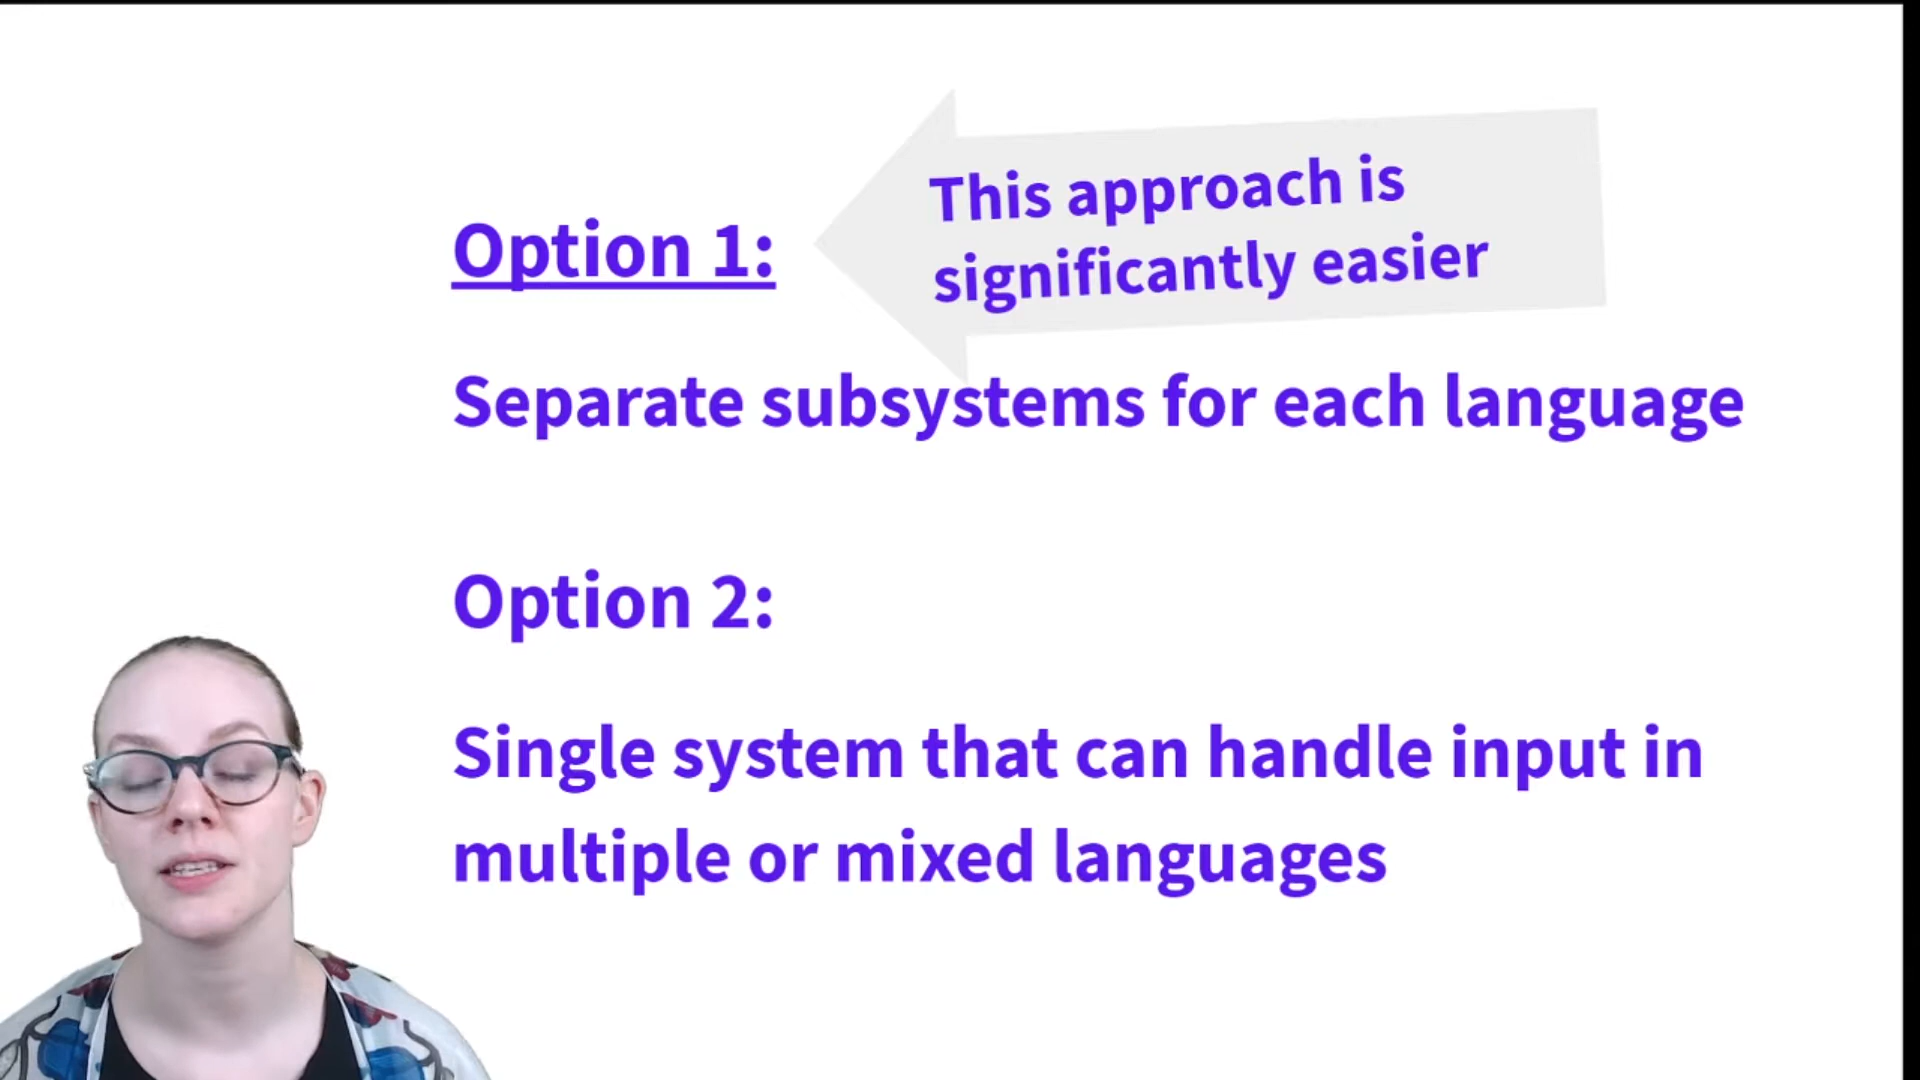 Option 1:
This approach is
significantly easier
Separate subsystems for each language
Option 2:
Single system that can handle input in
multiple or mixed languages